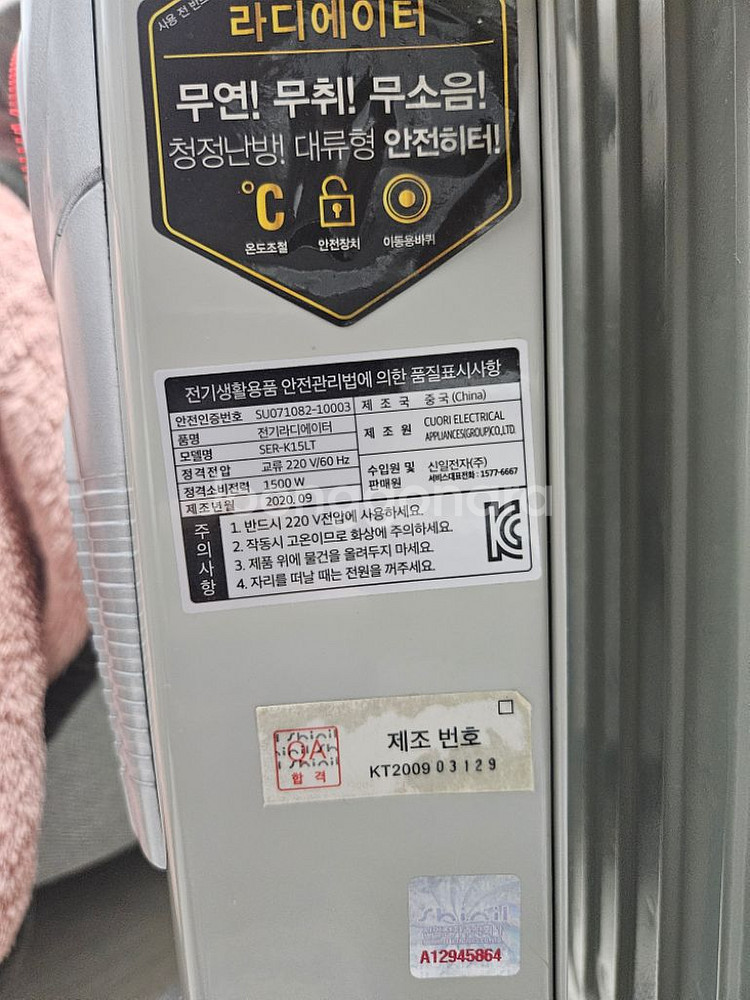 사용 전 반드
라디에이터
무연! 무취! 무소음!
청정난방! 대류형 안전히터!
°C
온도조절 안전장치 이동용바퀴
전기생활용품 안전관리법에 의한 품질표시사항
안전인증번호 SU071082-10003
품명 전기라디에이터
모델명 SER-K15LT
정격전압 교류 220 V/60 Hz
정격소비전력 1500 W
제조년월 2020. 09
제 조 국 중국(China)
제 조 원 CUORI ELECTRICAL
APPLIANCES(GROUP)CO.,LTD.
수입원 및
판매원
신일전자(주)
서비스대표전화 : 1577-6667
주의사항
1. 반드시 220 V전압에 사용하세요.
2. 작동시 고온이므로 화상에 주의하세요.
3. 제품 위에 물건을 올려두지 마세요.
4. 자리를 떠날 때는 전원을 꺼주세요.
QA
합 격
제조 번호
KT2009 03129
A12945864